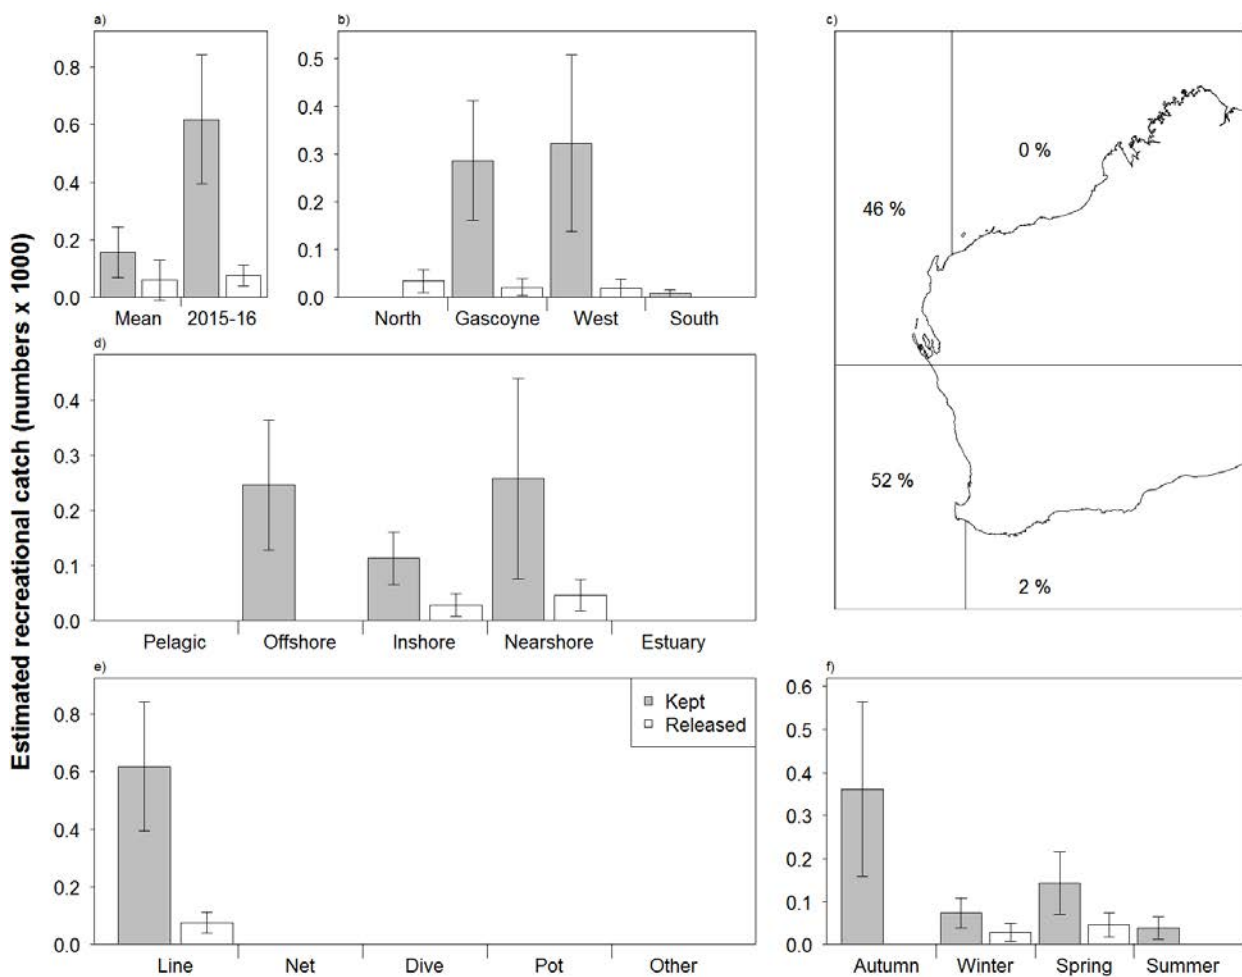 Estimated recreational catch (numbers x 1000)
a)
0.8
0.6
0.4
0.2
0.0
Mean 2015-16
b)
0.5
0.4
0.3
0.2
0.1
0.0
North Gascoyne West South
c)
0 %
46 %
52 %
2 %
d)
0.4
0.3
0.2
0.1
0.0
Pelagic Offshore Inshore Nearshore Estuary
e)
0.8
0.6
0.4
0.2
0.0
Kept
Released
Line Net Dive Pot Other
f)
0.6
0.5
0.4
0.3
0.2
0.1
0.0
Autumn Winter Spring Summer